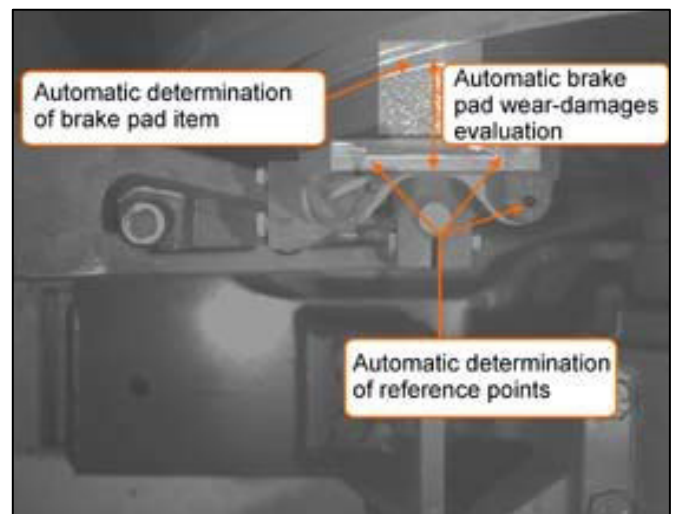 Automatic determination
of brake pad item
Automatic brake
pad wear-damages
evaluation
Automatic determination
of reference points